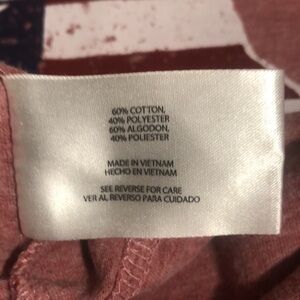 60% COTTON,
40% POLYESTER
60% ALGODON,
40% POLIESTER
MADE IN VIETNAM
HECHO EN VIETNAM
SEE REVERSE FOR CARE
VER AL REVERSO PARA CUIDADO